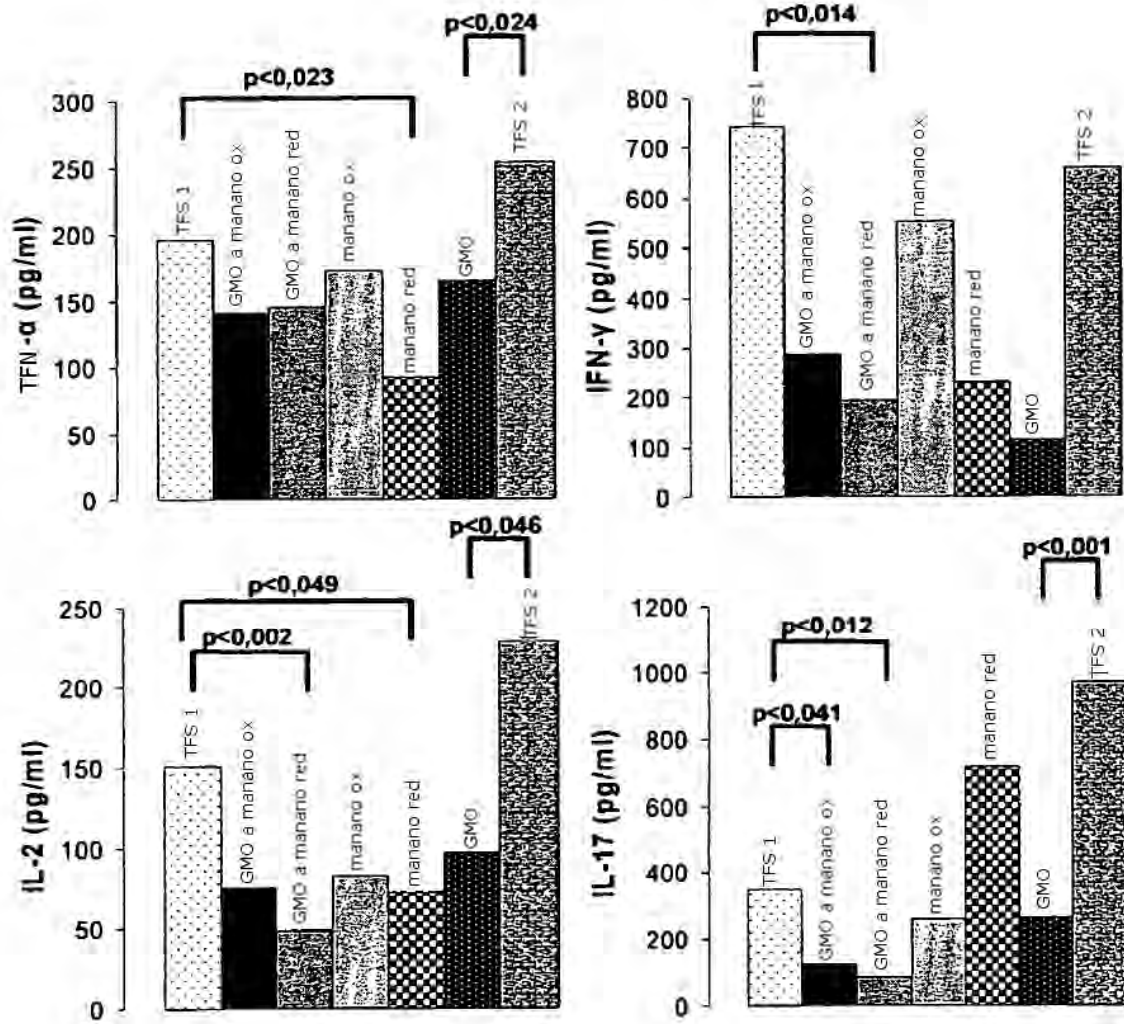 p<0,024
p<0,023
300
250
200
150
100
50
0
TFN-α (pg/ml)
TFS 1
GMO a manano ox
GMO a manano red
manano ox
manano red
GMO
TFS 2
p<0,014
800
700
600
500
400
300
200
100
0
IFN-γ (pg/ml)
TFS 1
GMO a manano ox
GMO a manano red
manano ox
manano red
GMO
TFS 2
p<0,046
p<0,049
p<0,002
250
200
150
100
50
0
IL-2 (pg/ml)
TFS 1
GMO a manano ox
GMO a manano red
manano ox
manano red
GMO
TFS 2
p<0,001
p<0,012
p<0,041
1200
1000
800
600
400
200
0
IL-17 (pg/ml)
TFS 1
GMO a manano ox
GMO a manano red
manano ox
manano red
GMO
TFS 2